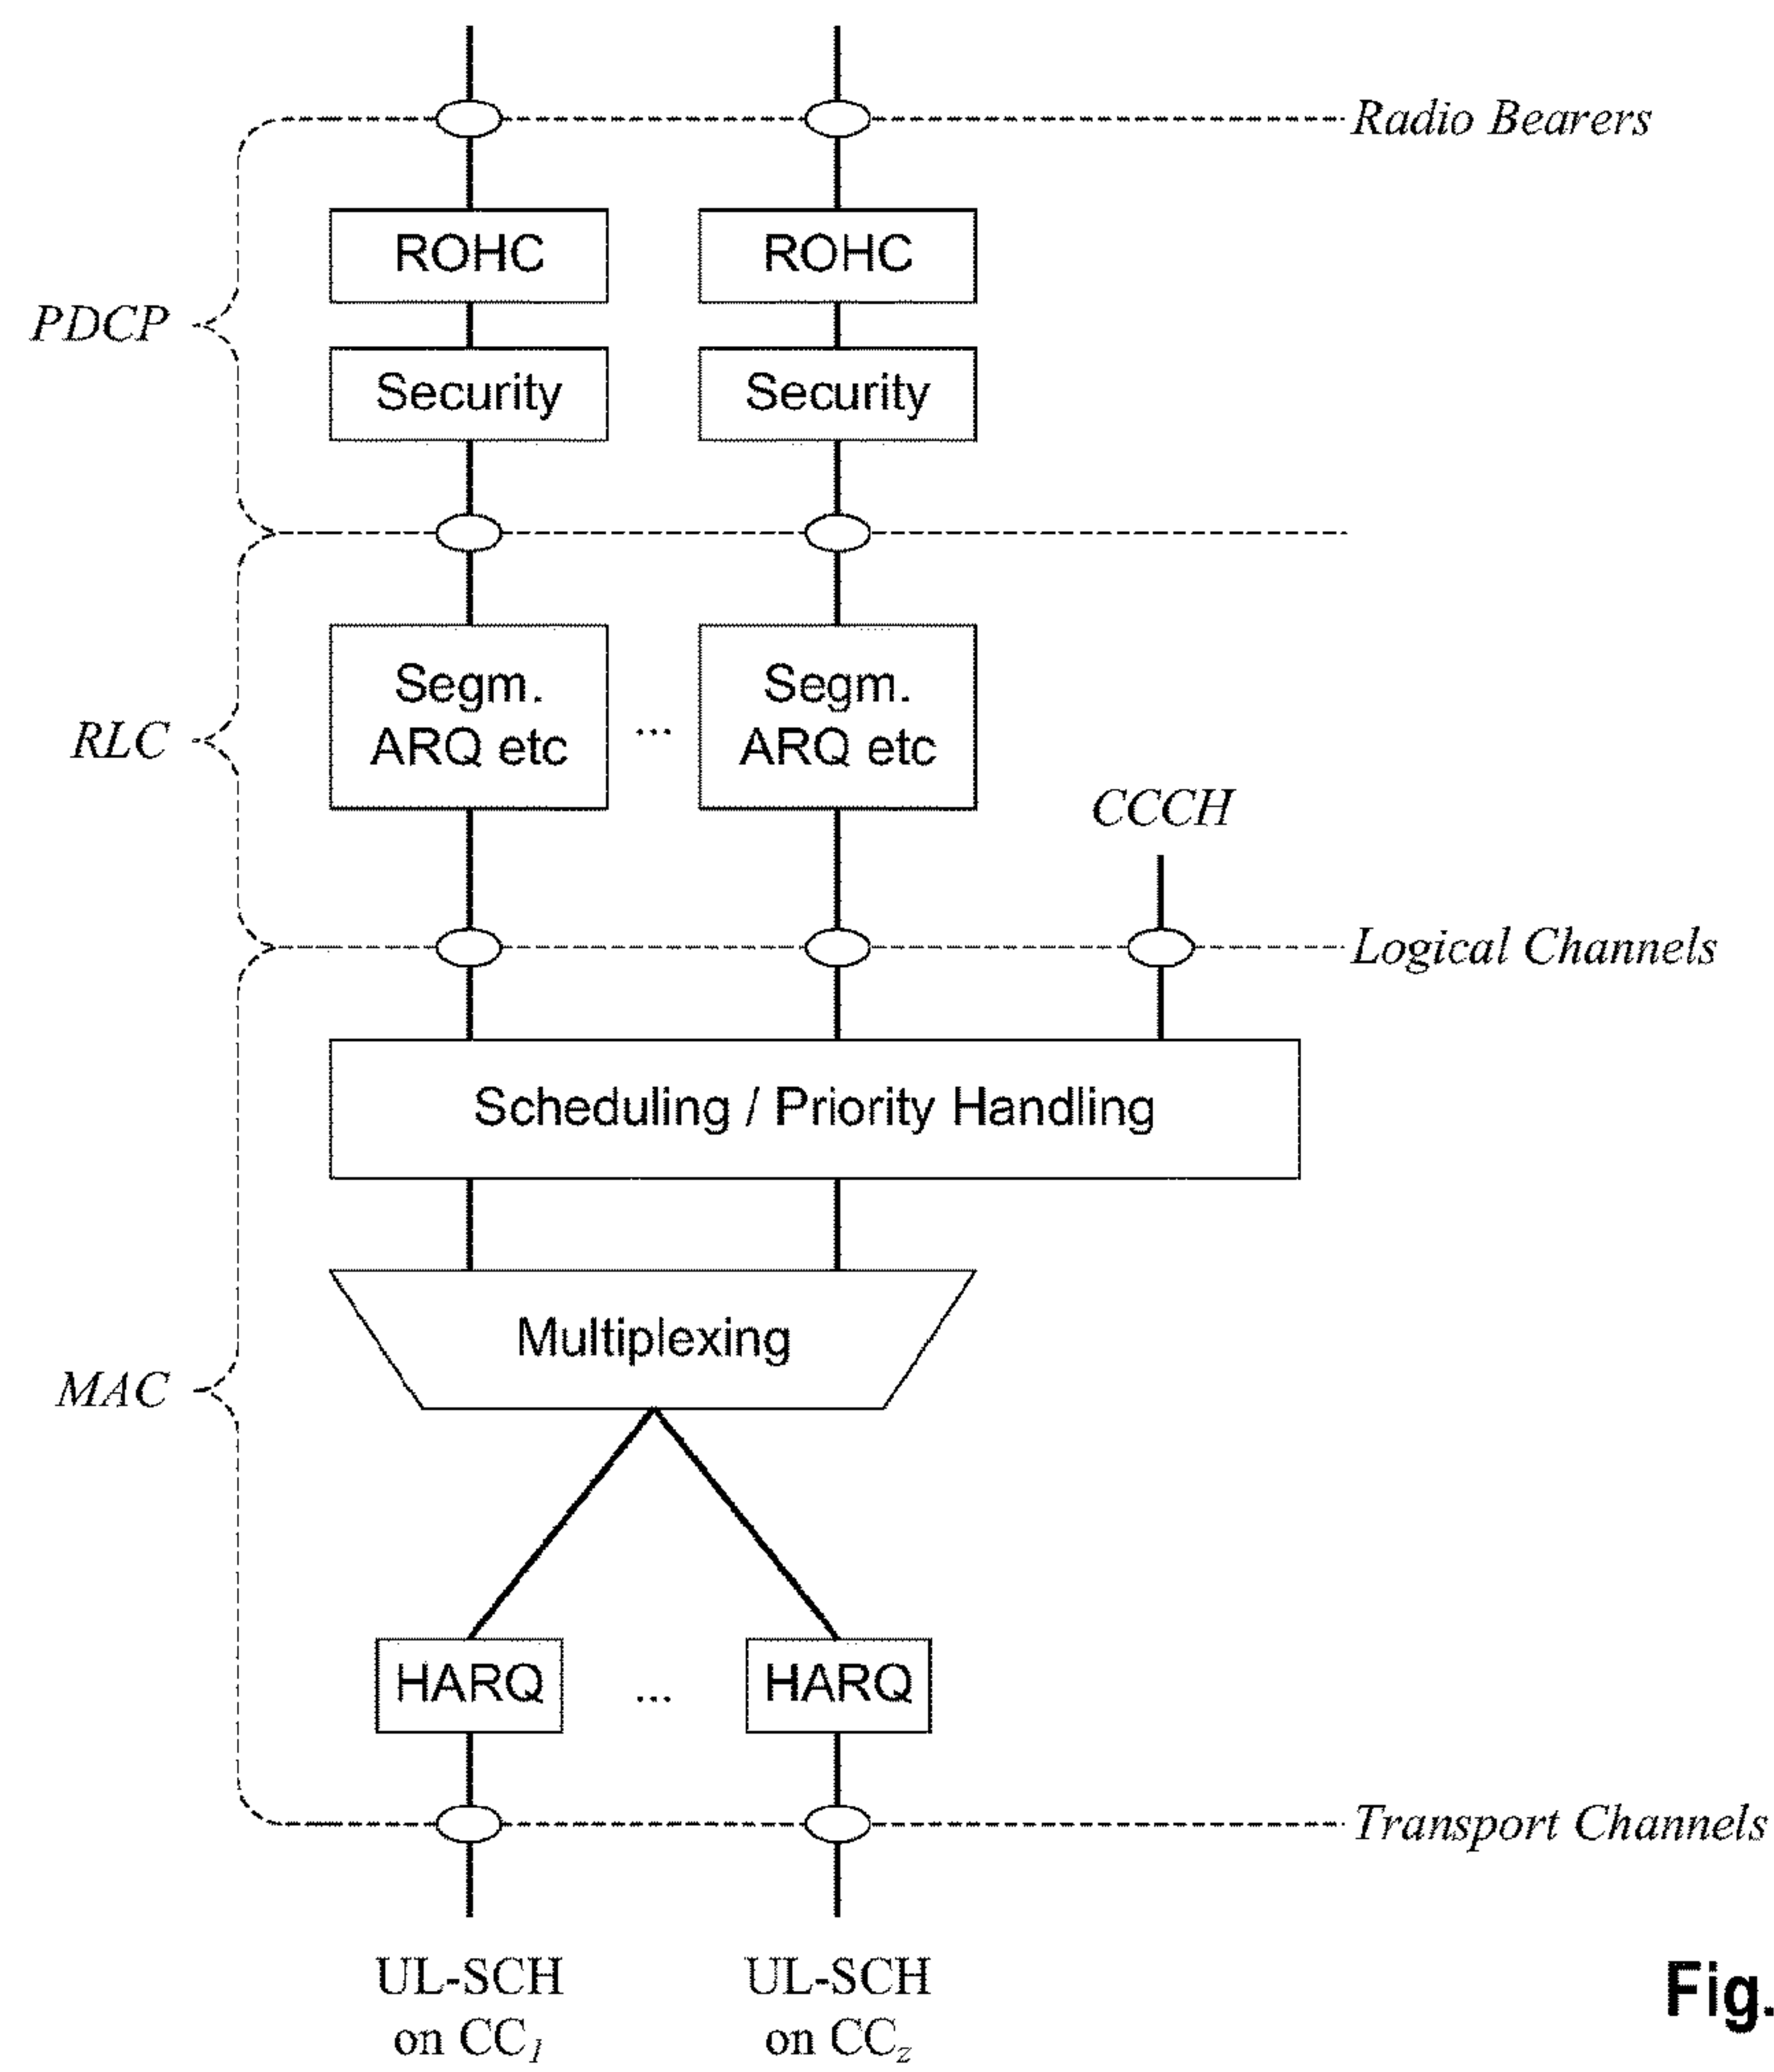 Radio Bearers
ROHC ROHC
PDCP
Security Security
Segm. Segm.
RLC
ARQ etc ... ARQ etc
CCCH
Logical Channels
Scheduling / Priority Handling
Multiplexing
MAC
HARQ ... HARQ
Transport Channels
UL-SCH UL-SCH
on CC1 on CCz
Fig.